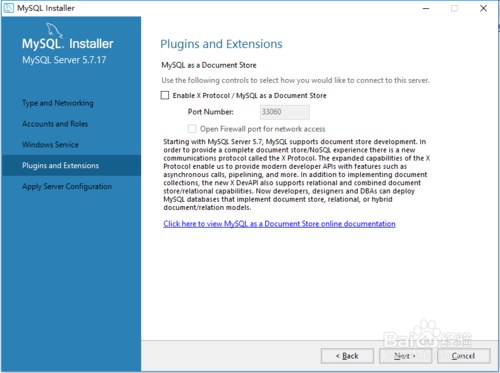 MySQL Installer
MySQL. Installer
MySQL Server 5.7.17
Type and Networking
Accounts and Roles
Windows Service
Plugins and Extensions
Apply Server Configuration
Plugins and Extensions
MySQL as a Document Store
Use the following controls to select how you would like to connect to this server.
Enable X Protocol / MySQL as a Document Store
Port Number:
33060
Open Firewall port for network access
Starting with MySQL Server 5.7, MySQL supports document store development. In
order to provide a complete document store/NoSQL experience there is a new
communications protocol called the X Protocol. The expanded capabilities of the X
Protocol enable us to provide modern developer APIs with features such as
asynchronous calls, pipelining, and more. In addition to implementing document
collections, the new X DevAPI also supports relational and combined document
store/relational capabilities. Now developers, designers and DBAs can deploy
MySQL databases that implement document store, relational, or hybrid
document/relation models.
Click here to view MySQL as a Document Store online documentation
Baidu 经验
< Back
Next >
Cancel